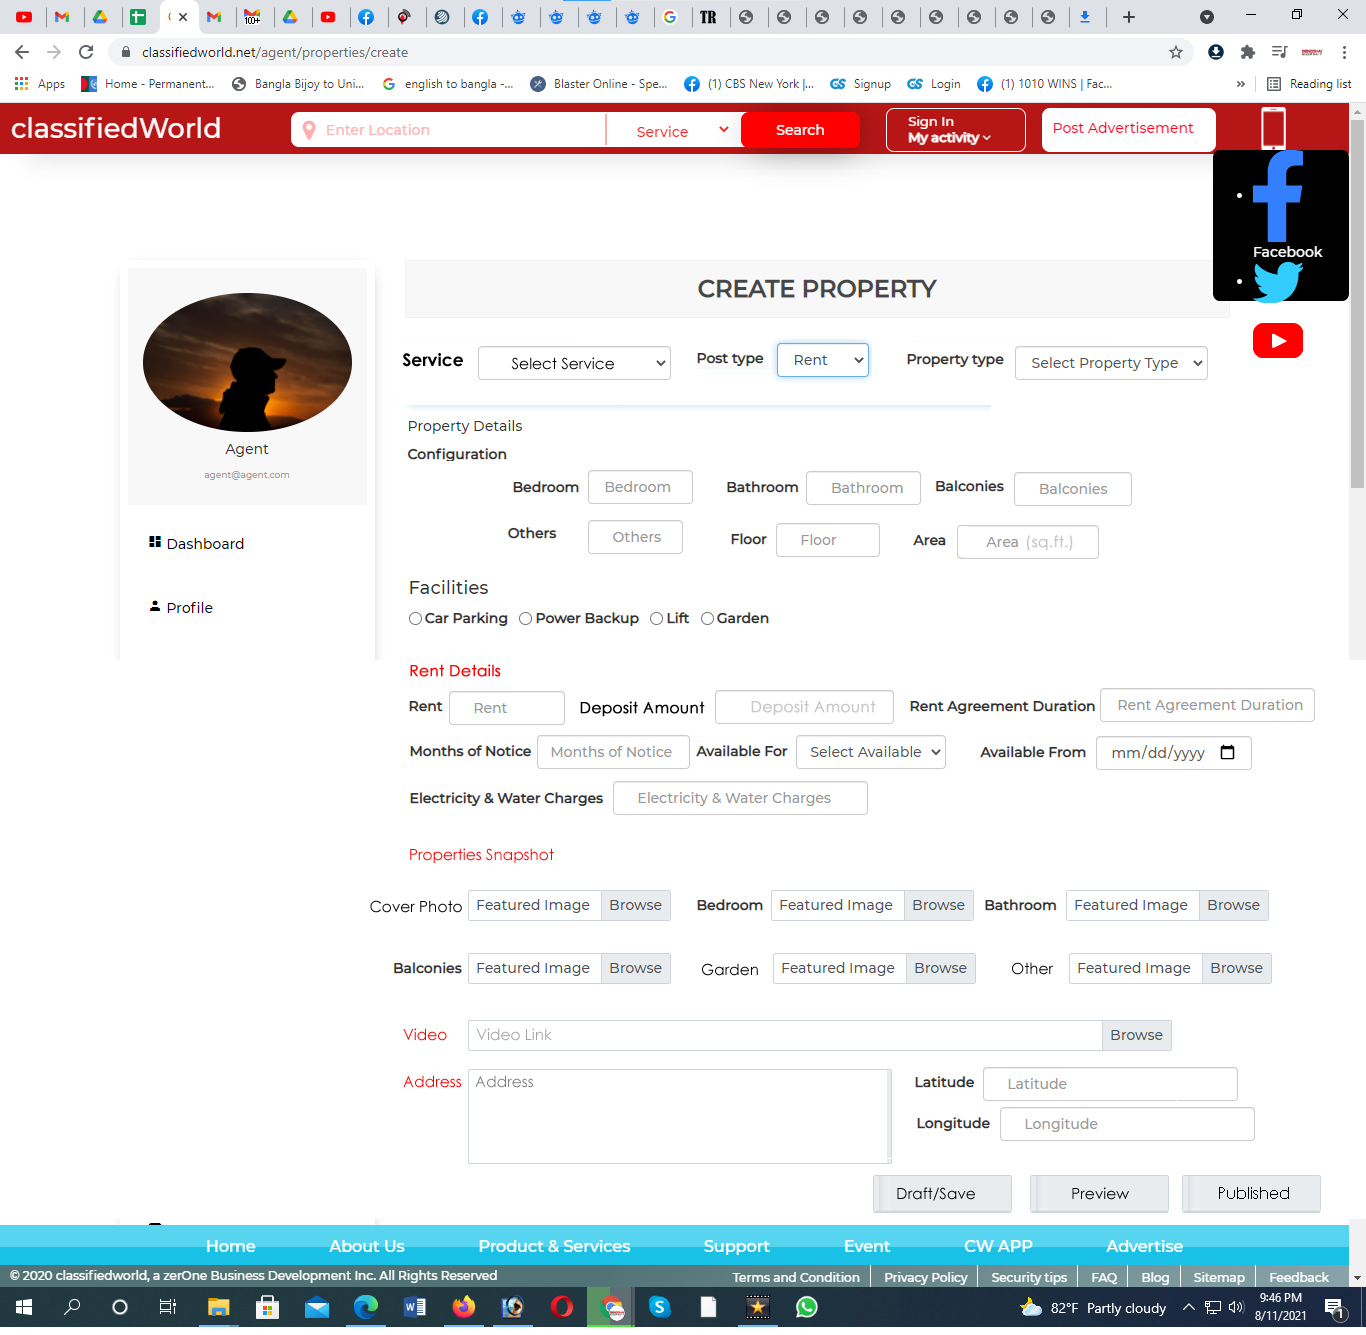 100+
TR
classifiedworld.net/agent/properties/create
Apps Home - Permanent... Bangla Bijoy to Uni... english to bangla -... Blaster Online - Spe... (1) CBS New York |... GS Signup GS Login (1) 1010 WINS | Fac... » Reading list
classifiedWorld Enter Location Service Search Sign In Post Advertisement
My activity
Facebook
CREATE PROPERTY
Service Select Service Post type Rent Property type Select Property Type
Agent
agent@agent.com
Dashboard
Profile
Property Details
Configuration
Bedroom Bedroom Bathroom Bathroom Balconies Balconies
Others Others Floor Floor Area Area (sq.ft.)
Facilities
Car Parking Power Backup Lift Garden
Rent Details
Rent Rent Deposit Amount Deposit Amount Rent Agreement Duration Rent Agreement Duration
Months of Notice Months of Notice Available For Select Available Available From mm/dd/yyyy
Electricity & Water Charges Electricity & Water Charges
Properties Snapshot
Cover Photo Featured Image Browse Bedroom Featured Image Browse Bathroom Featured Image Browse
Balconies Featured Image Browse Garden Featured Image Browse Other Featured Image Browse
Video Video Link Browse
Address Address Latitude Latitude
Longitude Longitude
Draft/Save Preview Published
Home About Us Product & Services Support Event CW APP Advertise
© 2020 classifiedworld, a zerOne Business Development Inc. All Rights Reserved Terms and Condition Privacy Policy Security tips FAQ Blog Sitemap Feedback
82°F Partly cloudy 9:46 PM
8/11/2021
1